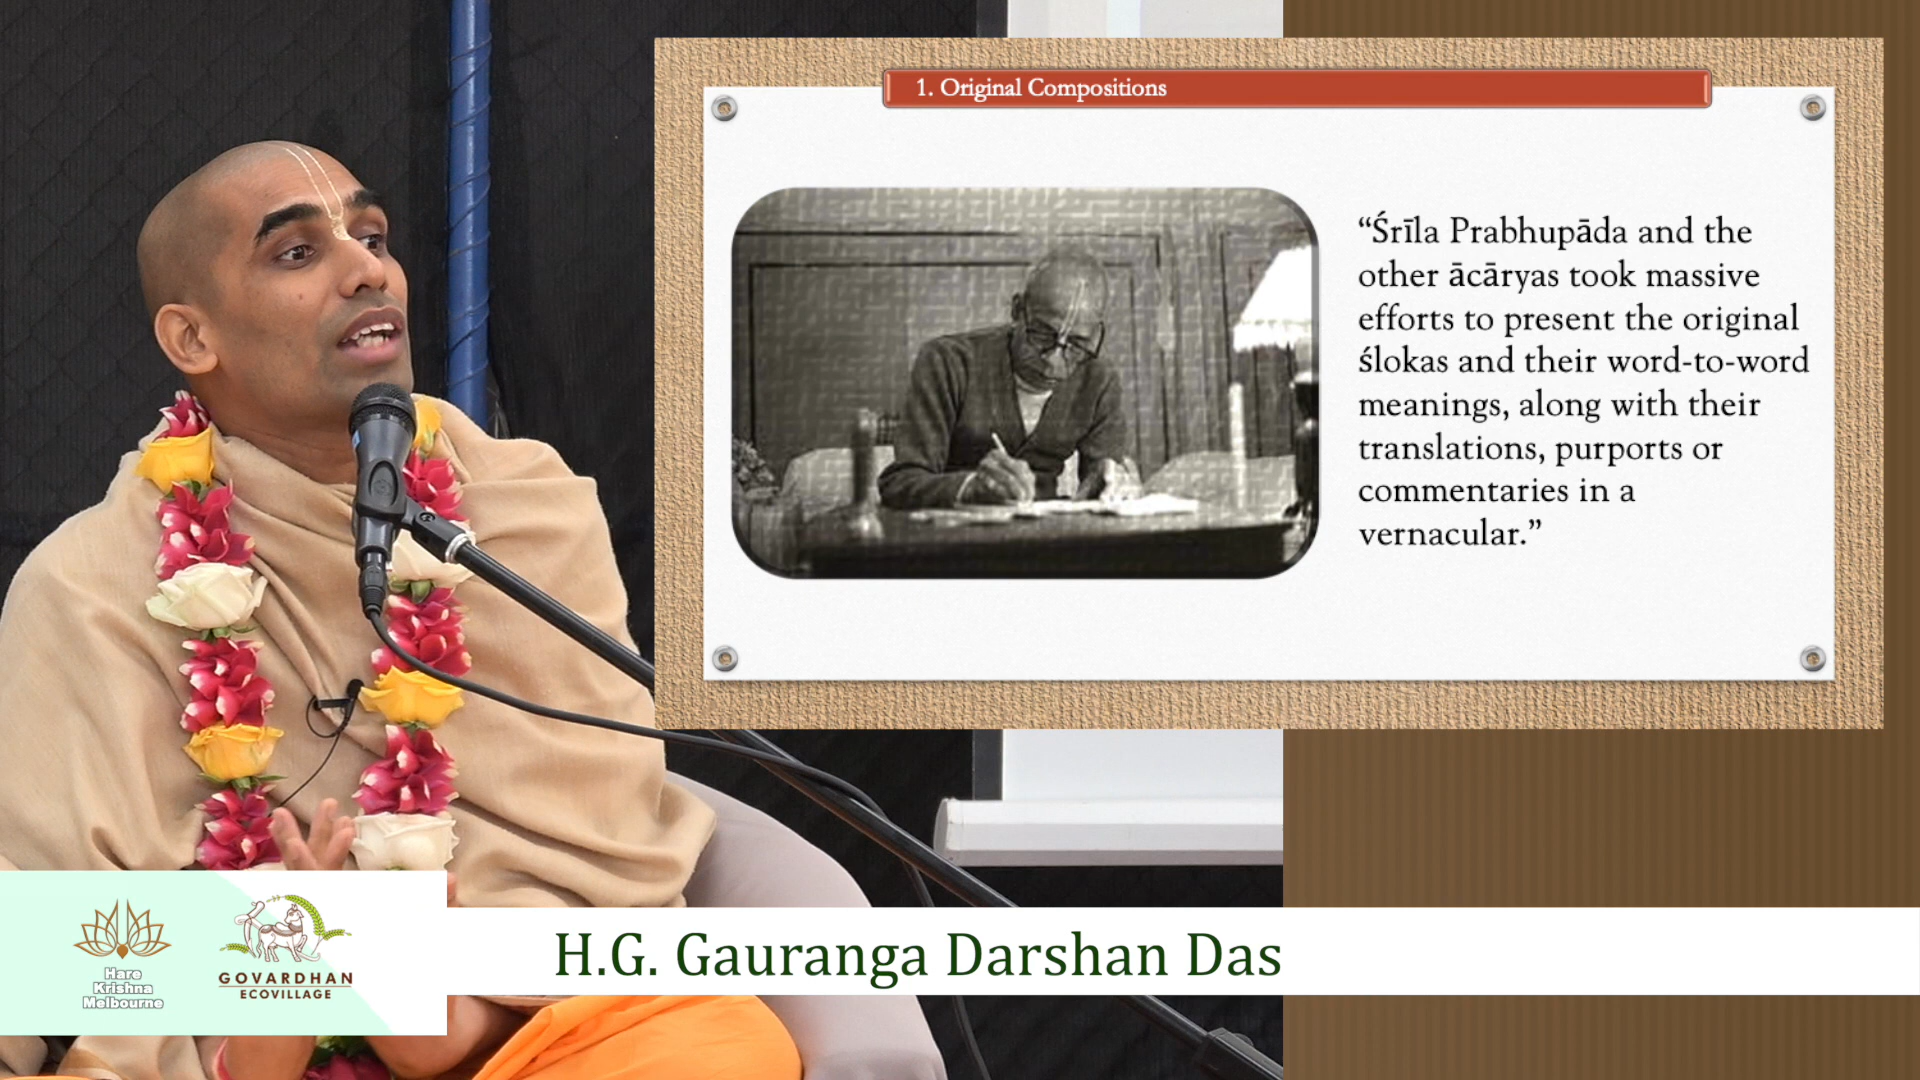 1. Original Compositions
“Śrīla Prabhupāda and the
other ācāryas took massive
efforts to present the original
ślokas and their word-to-word
meanings, along with their
translations, purports or
commentaries in a
vernacular.”
Hare
Krishna
Melbourne
GOVARDHAN
ECOVILLAGE
H.G. Gauranga Darshan Das